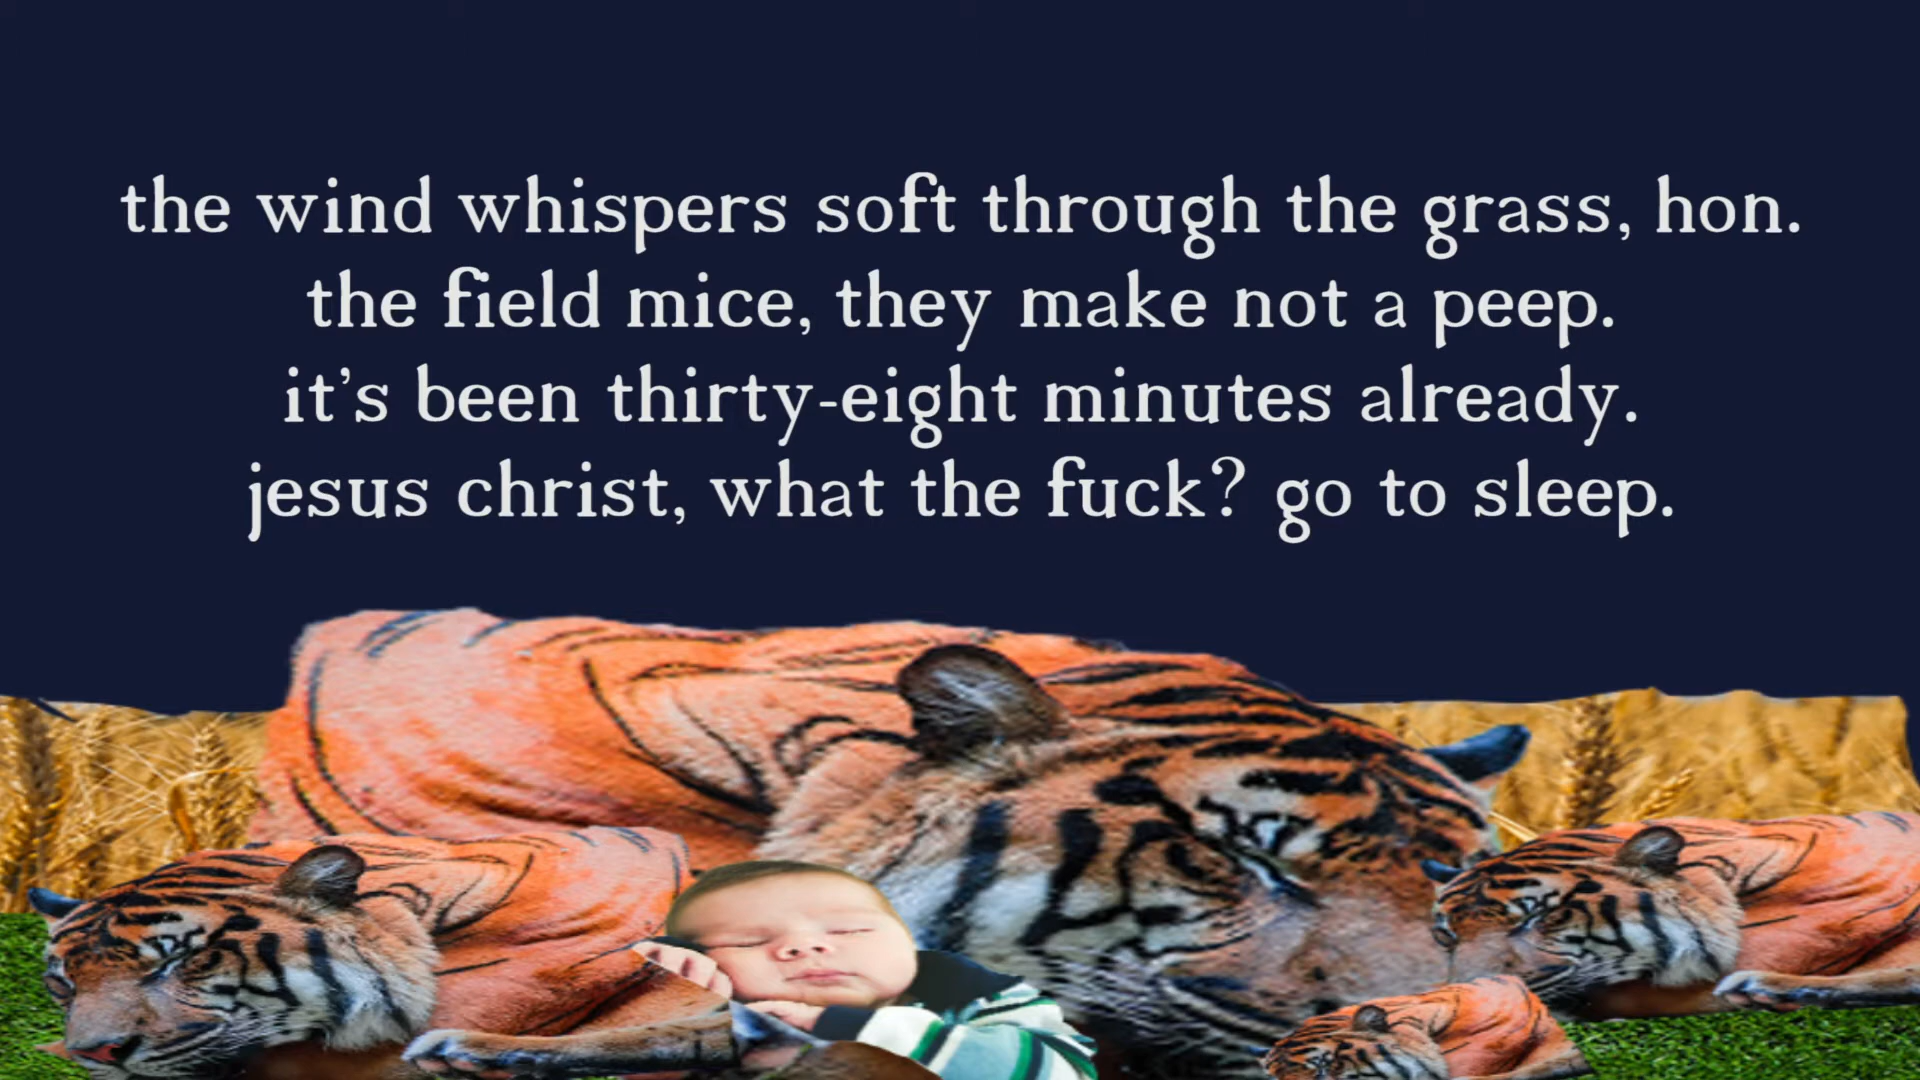 the wind whispers soft through the grass, hon.
the field mice, they make not a peep.
it's been thirty-eight minutes already.
jesus christ, what the fuck? go to sleep.